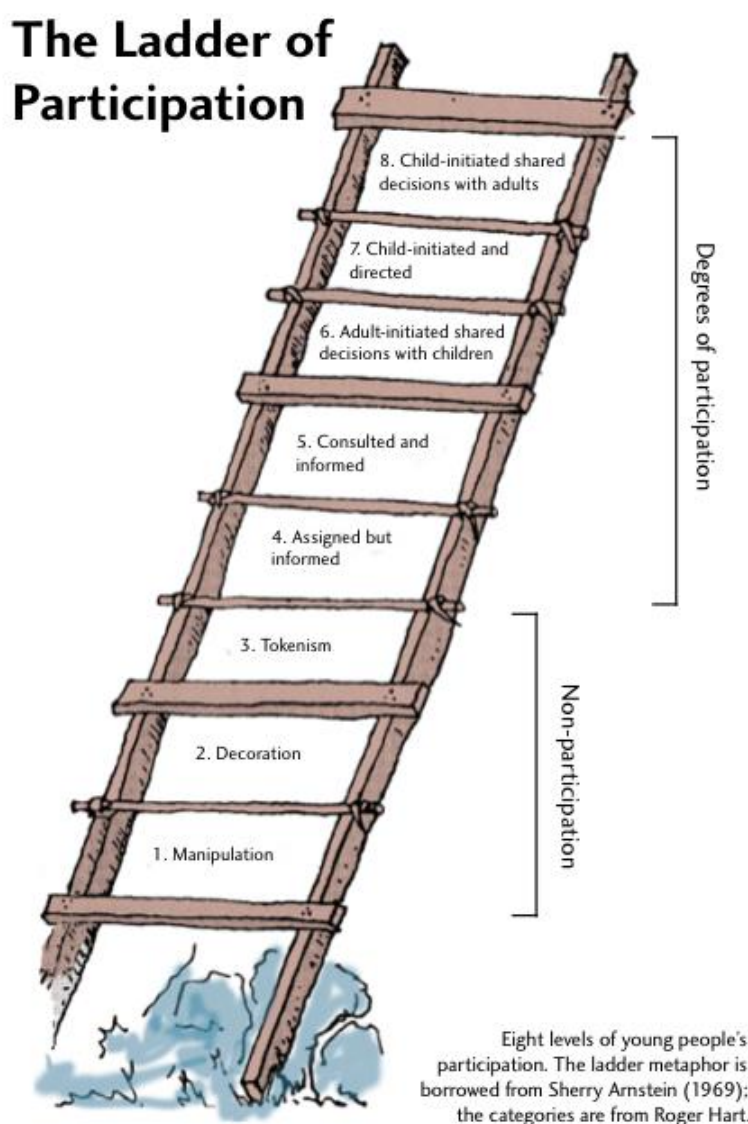 The Ladder of
Participation
8. Child-initiated shared
decisions with adults
7. Child-initiated and
directed
6. Adult-initiated shared
decisions with children
5. Consulted and
informed
4. Assigned but
informed
3. Tokenism
2. Decoration
1. Manipulation
Degrees of participation
Non-participation
Eight levels of young people's
participation. The ladder metaphor is
borrowed from Sherry Arnstein (1969);
the categories are from Roger Hart.